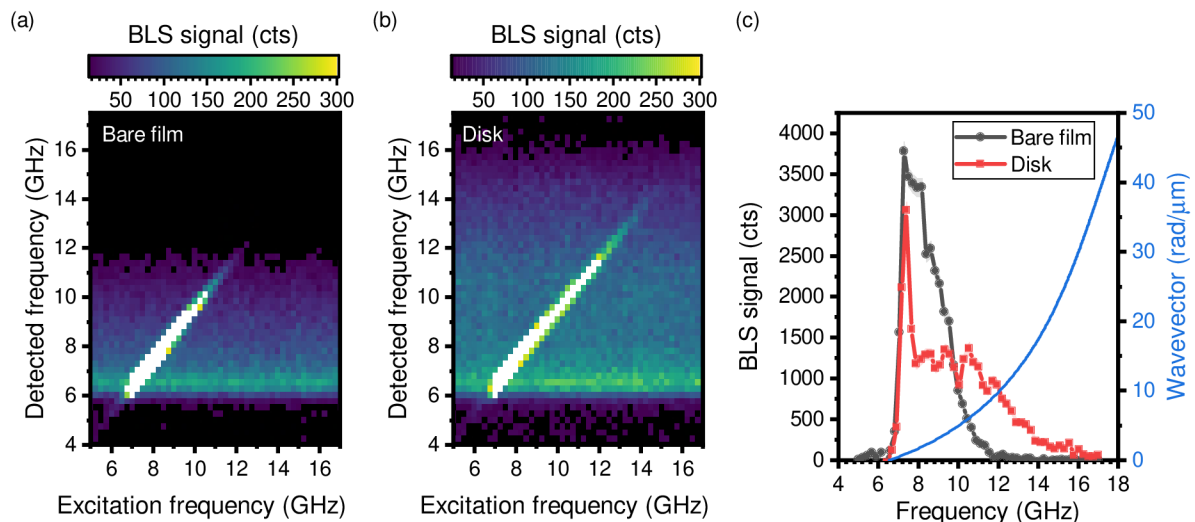 (a)
BLS signal (cts)
50 100 150 200 250 300
Bare film
Detected frequency (GHz)
16
14
12
10
8
6
4
6 8 10 12 14 16
Excitation frequency (GHz)
(b)
BLS signal (cts)
50 100 150 200 250 300
Disk
Detected frequency (GHz)
16
14
12
10
8
6
4
6 8 10 12 14 16
Excitation frequency (GHz)
(c)
Bare film
Disk
BLS signal (cts)
4000
3500
3000
2500
2000
1500
1000
500
0
4 6 8 10 12 14 16 18
Frequency (GHz)
50
40
30
20
10
0
Wavevector (rad/μm)